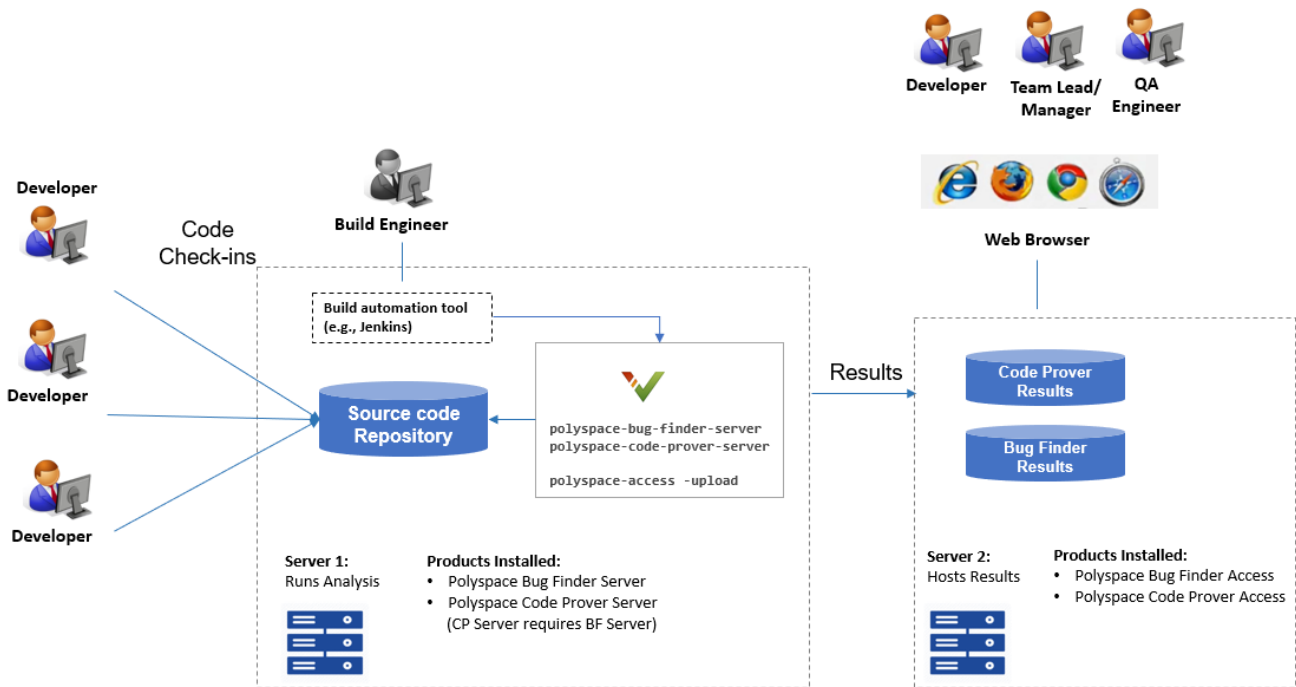 Developer
Team Lead/
Manager
QA
Engineer
Web Browser
Developer
Developer
Developer
Code
Check-ins
Build Engineer
Build automation tool
(e.g., Jenkins)
Source code
Repository
polyspace-bug-finder-server
polyspace-code-prover-server
polyspace-access -upload
Server 1:
Runs Analysis
Products Installed:
• Polyspace Bug Finder Server
• Polyspace Code Prover Server
(CP Server requires BF Server)
Results
Code Prover
Results
Bug Finder
Results
Server 2:
Hosts Results
Products Installed:
• Polyspace Bug Finder Access
• Polyspace Code Prover Access